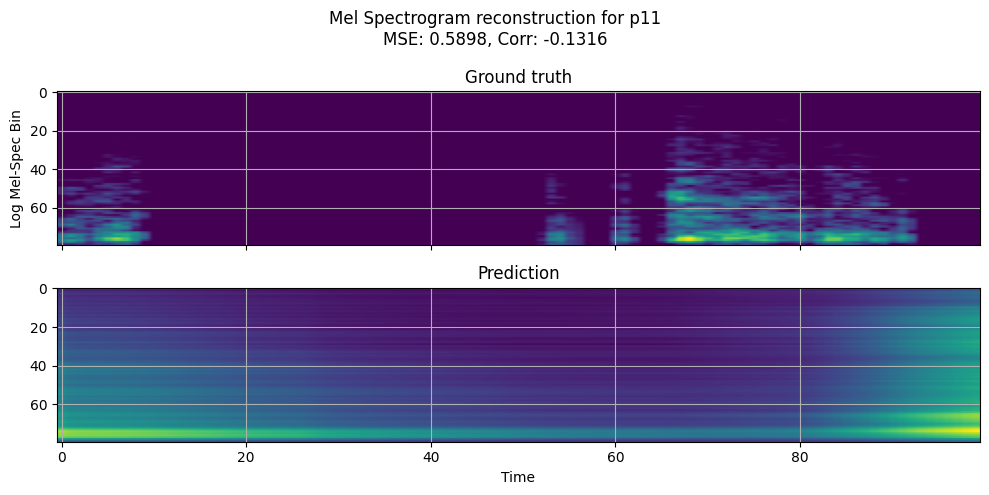 Mel Spectrogram reconstruction for p11
MSE: 0.5898, Corr: -0.1316
Ground truth
Log Mel-Spec Bin
0
20
40
60
Prediction
0
20
40
60
0 20 40 60 80
Time